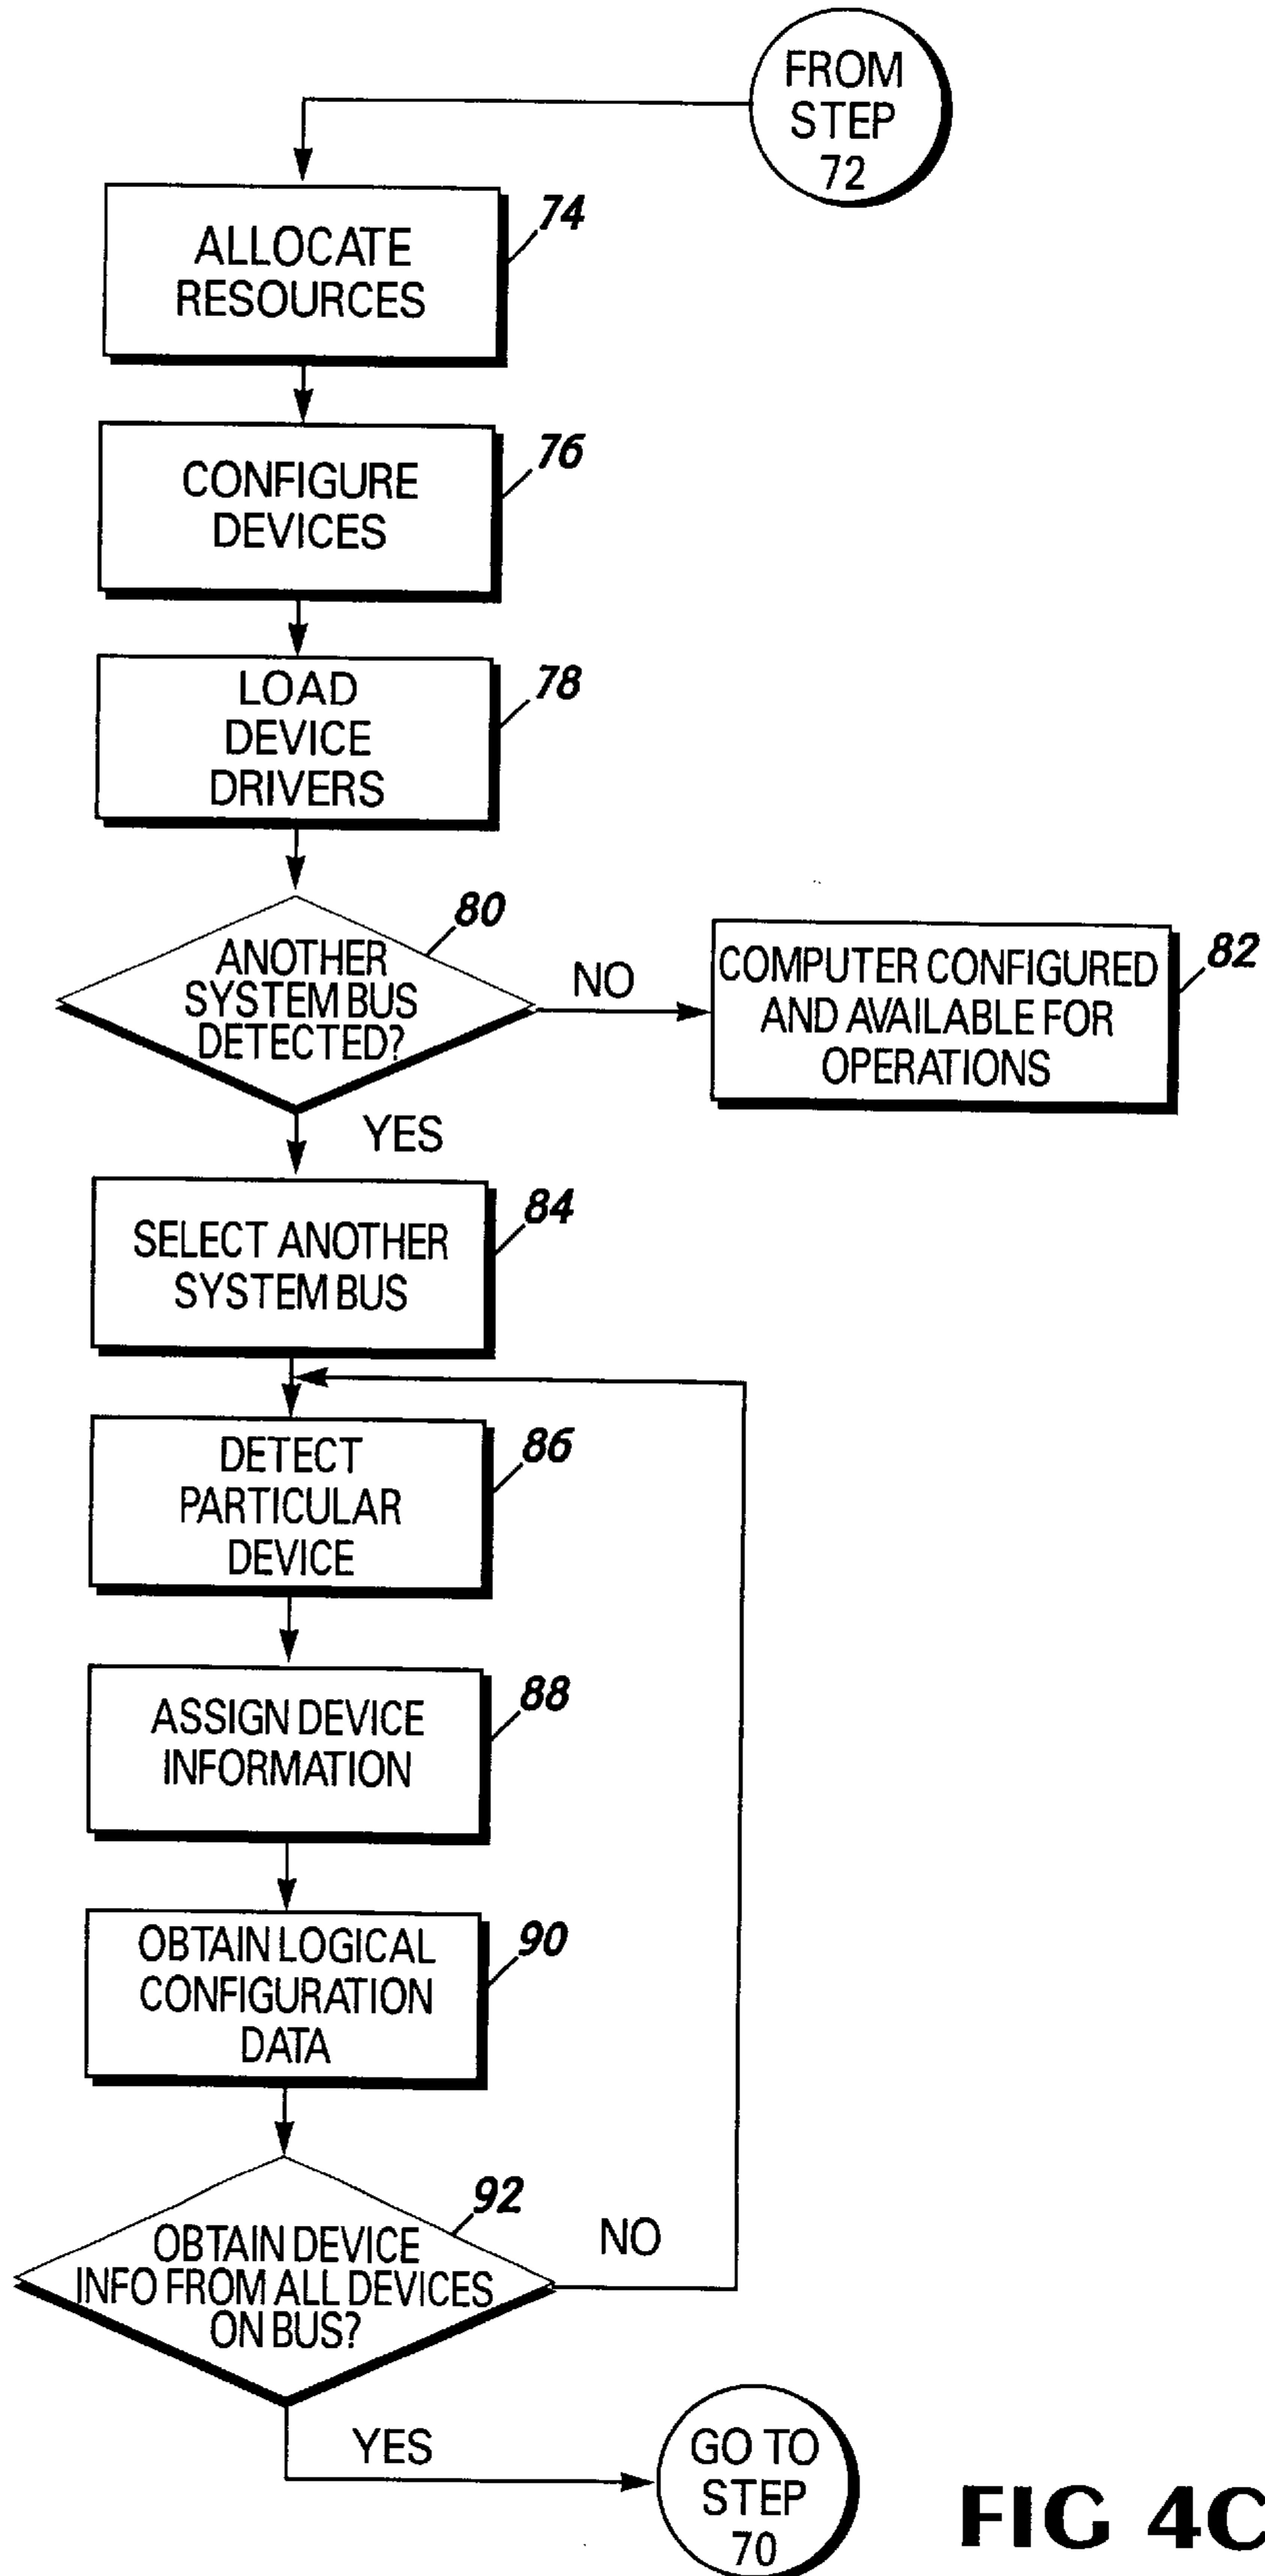 FROM
STEP
72
74
ALLOCATE
RESOURCES
76
CONFIGURE
DEVICES
78
LOAD
DEVICE
DRIVERS
80
ANOTHER
SYSTEM BUS
DETECTED?
NO
82
COMPUTER CONFIGURED
AND AVAILABLE FOR
OPERATIONS
YES
84
SELECT ANOTHER
SYSTEM BUS
86
DETECT
PARTICULAR
DEVICE
88
ASSIGN DEVICE
INFORMATION
90
OBTAIN LOGICAL
CONFIGURATION
DATA
92
OBTAIN DEVICE
INFO FROM ALL DEVICES
ON BUS?
NO
YES
GO TO
STEP
70
FIG 4C